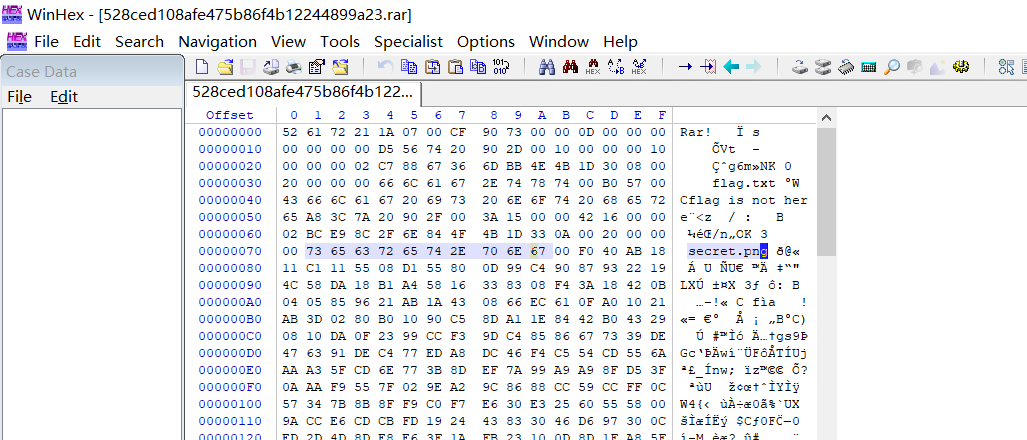 WinHex - [528ced108afe475b86f4b12244899a23.rar]
File Edit Search Navigation View Tools Specialist Options Window Help
Case Data
File Edit
528ced108afe475b86f4b122...
Offset 0 1 2 3 4 5 6 7 8 9 A B C D E F
00000000 52 61 72 21 1A 07 00 CF 90 73 00 00 0D 00 00 00 Rar! Ï s
00000010 00 00 00 00 D5 56 74 20 90 2D 00 10 00 00 00 10 ÕVt -
00000020 00 00 00 02 C7 88 67 36 6D BB 4E 4B 1D 30 08 00 Çˆg6m»NK 0
00000030 20 00 00 00 66 6C 61 67 2E 74 78 74 00 B0 57 00 flag.txt °W
00000040 43 66 6C 61 67 20 69 73 20 6E 6F 74 20 68 65 72 Cflag is not her
00000050 65 A8 3C 7A 20 90 2F 00 3A 15 00 00 42 16 00 00 e¨<z / : B
00000060 02 BC E9 8C 2F 6E 84 4F 4B 1D 33 0A 00 20 00 00 ¼éŒ/n„OK 3
00000070 00 73 65 63 72 65 74 2E 70 6E 67 00 F0 40 AB 18 secret.png ð@«
00000080 11 C1 11 55 08 D1 55 80 0D 99 C4 90 87 93 22 19 Á U ÑU€ ™Ä ‡“"
00000090 4C 58 DA 18 B1 A4 58 16 33 83 08 F4 3A 18 42 0B LXÚ ±¤X 3ƒ ô: B
000000A0 04 05 85 96 21 AB 1A 43 08 66 EC 61 0F A0 10 21 …–!« C fìa !
000000B0 AB 3D 02 80 B0 10 90 C5 8D A1 1E 84 42 B0 43 29 «= €° Å ¡ „B°C)
000000C0 08 10 DA 0F 23 99 CC F3 9D C4 85 86 67 73 39 DE Ú #™Ìó Ä…†gs9Þ
000000D0 47 63 91 DE C4 77 ED A8 DC 46 F4 C5 54 CD 55 6A Gc‘ÞÄwí¨ÜFôÅTÍUj
000000E0 AA A3 5F CD 6E 77 3B 8D EF 7A 99 A9 A9 8F D5 3F ª£_Ínw; ïz™©© Õ?
000000F0 0A AA F9 55 7F 02 9E A2 9C 86 88 CC 59 CC FF 0C ªùU ž¢œ†ˆÌYÌÿ
00000100 57 34 7B 8B 8F F9 C0 F7 E6 30 E3 25 60 55 58 00 W4{‹ ùÀ÷æ0ã%`UX
00000110 9A CC E6 CD CB FD 19 24 43 83 30 46 D6 97 30 0C šÌæÍËý $Cƒ0FÖ—0